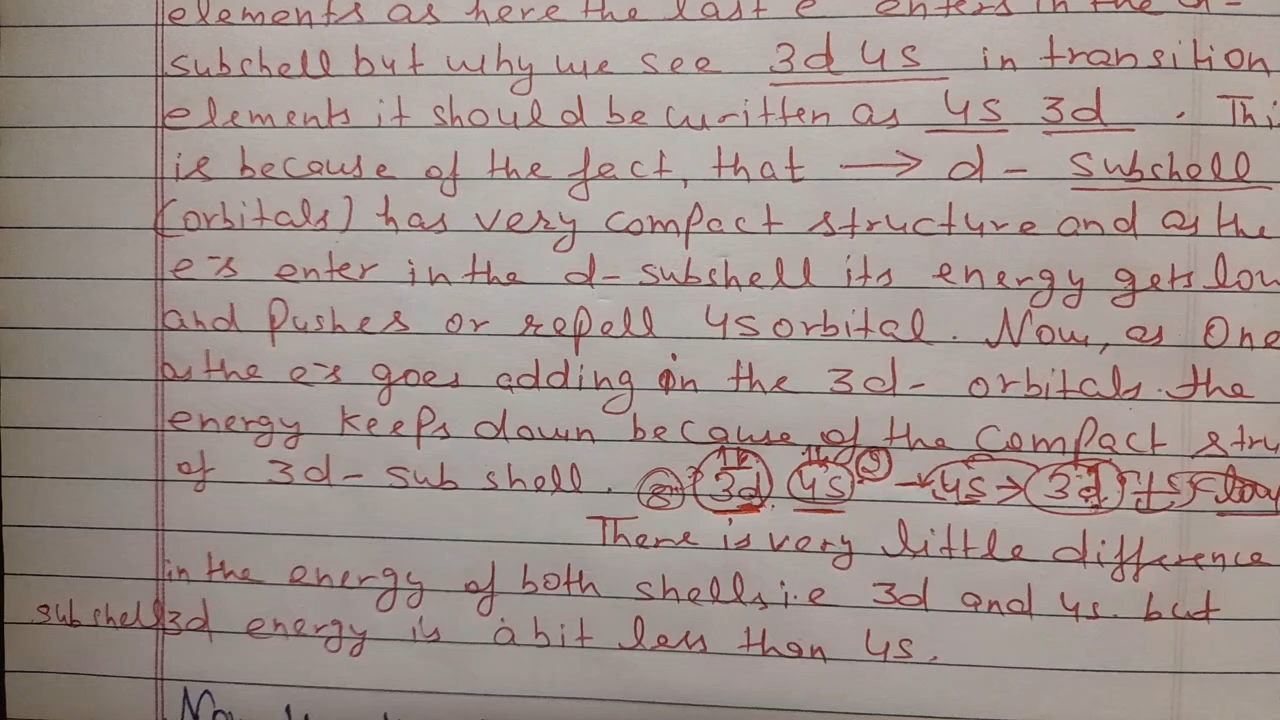 elements as here the last e⁻ enters in the d-
subshell but why we see 3d 4s in transition
elements it should be written as 4s 3d . Thi
is because of the fact, that → d - subshell
(orbitals) has very compact structure and as the
e⁻s enter in the d-subshell its energy gets low
and Pushes or repell 4s orbital. Now, as One
as the e⁻s goes adding in the 3d- orbitals. the
energy keeps down because of the compact stru
of 3d-sub shell. 3d 4s 4s → 3d
There is very little difference
in the energy of both shells i.e 3d and 4s. but
subshell 3d energy is a bit less than 4s.